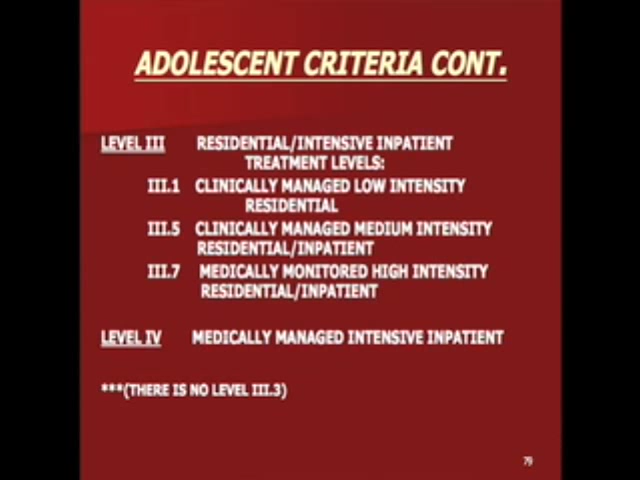 ADOLESCENT CRITERIA CONT.
LEVEL III RESIDENTIAL/INTENSIVE INPATIENT
TREATMENT LEVELS:
III.1 CLINICALLY MANAGED LOW INTENSITY
RESIDENTIAL
III.5 CLINICALLY MANAGED MEDIUM INTENSITY
RESIDENTIAL/INPATIENT
III.7 MEDICALLY MONITORED HIGH INTENSITY
RESIDENTIAL/INPATIENT
LEVEL IV MEDICALLY MANAGED INTENSIVE INPATIENT
***(THERE IS NO LEVEL III.3)
79